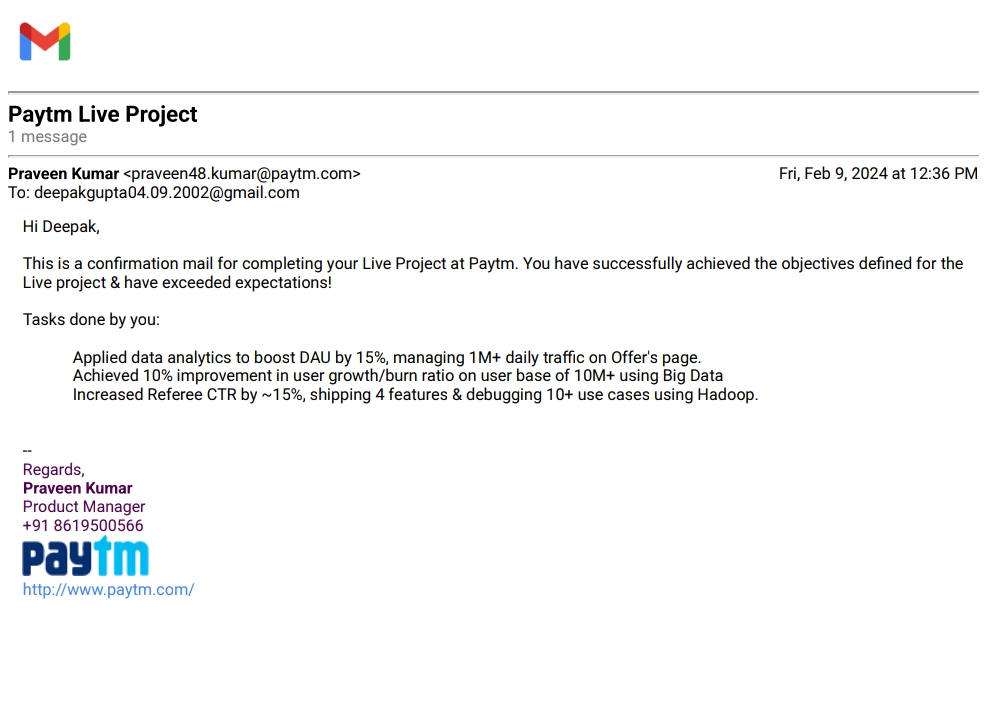 Paytm Live Project
1 message
Praveen Kumar <praveen48.kumar@paytm.com> Fri, Feb 9, 2024 at 12:36 PM
To: deepakgupta04.09.2002@gmail.com
Hi Deepak,
This is a confirmation mail for completing your Live Project at Paytm. You have successfully achieved the objectives defined for the
Live project & have exceeded expectations!
Tasks done by you:
Applied data analytics to boost DAU by 15%, managing 1M+ daily traffic on Offer's page.
Achieved 10% improvement in user growth/burn ratio on user base of 10M+ using Big Data
Increased Referee CTR by ~15%, shipping 4 features & debugging 10+ use cases using Hadoop.
--
Regards,
Praveen Kumar
Product Manager
+91 8619500566
paytm
http://www.paytm.com/